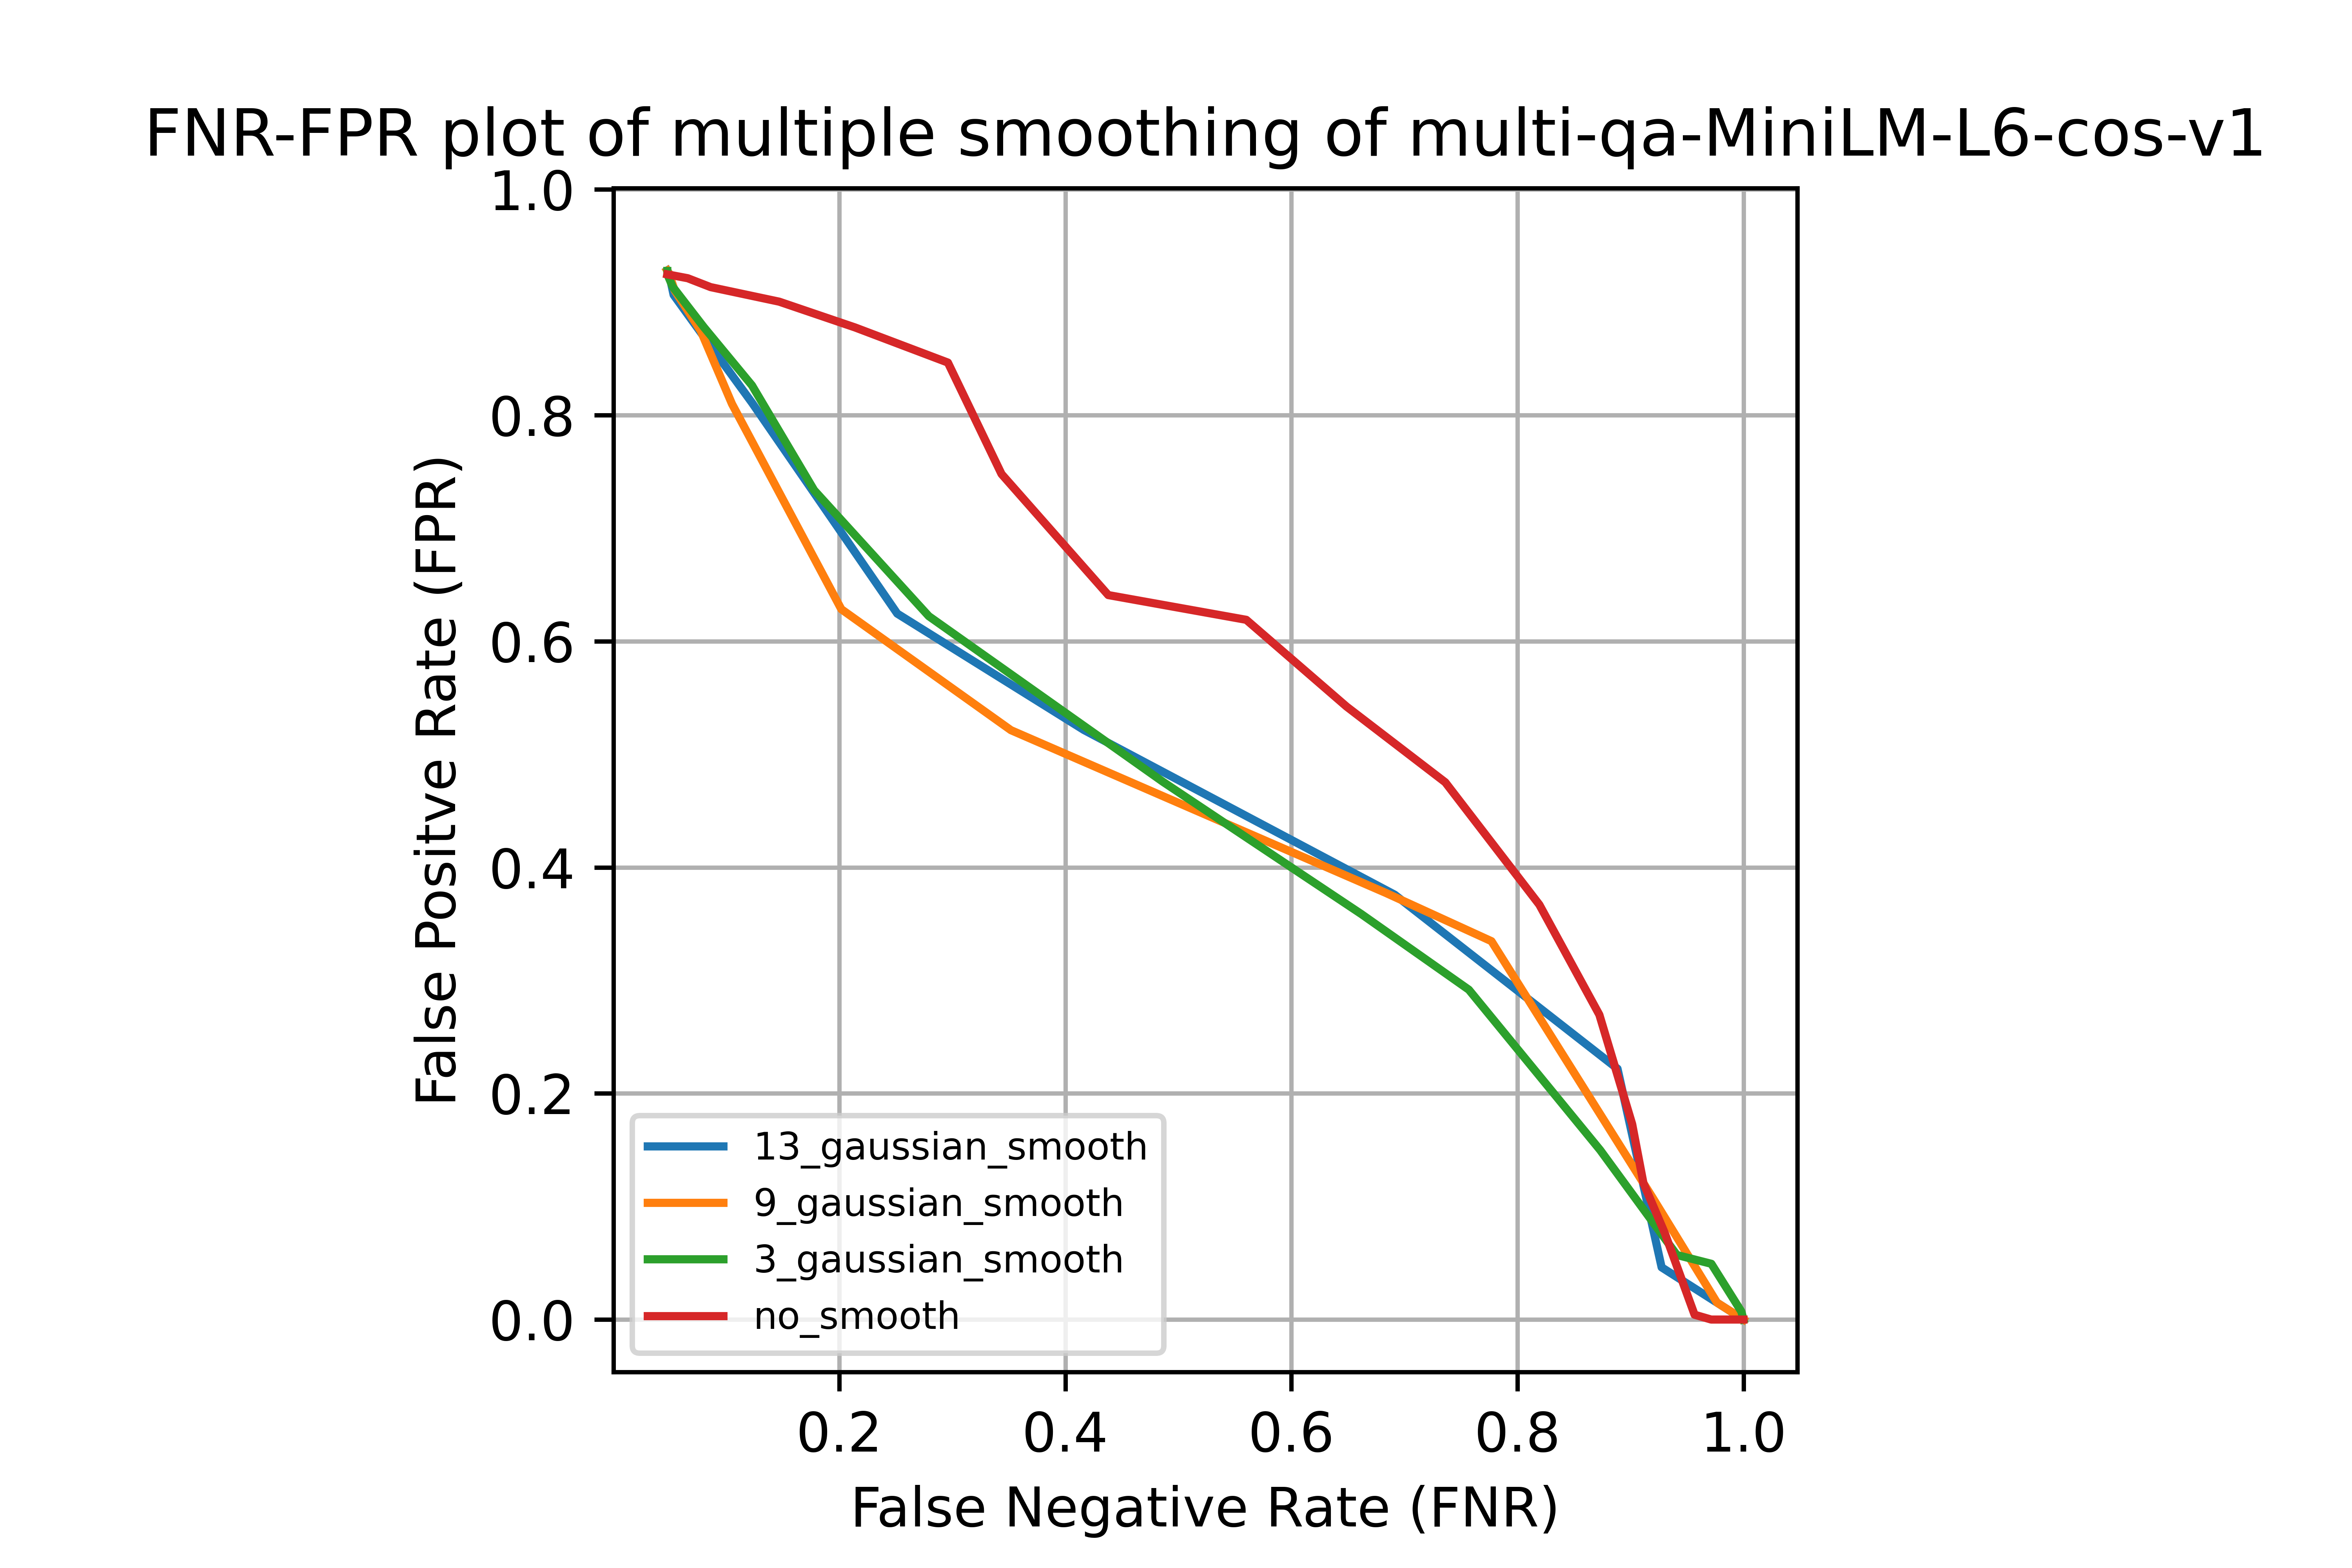 FNR-FPR plot of multiple smoothing of multi-qa-MiniLM-L6-cos-v1
1.0
0.8
0.6
0.4
0.2
0.0
False Positve Rate (FPR)
13_gaussian_smooth
9_gaussian_smooth
3_gaussian_smooth
no_smooth
0.2 0.4 0.6 0.8 1.0
False Negative Rate (FNR)